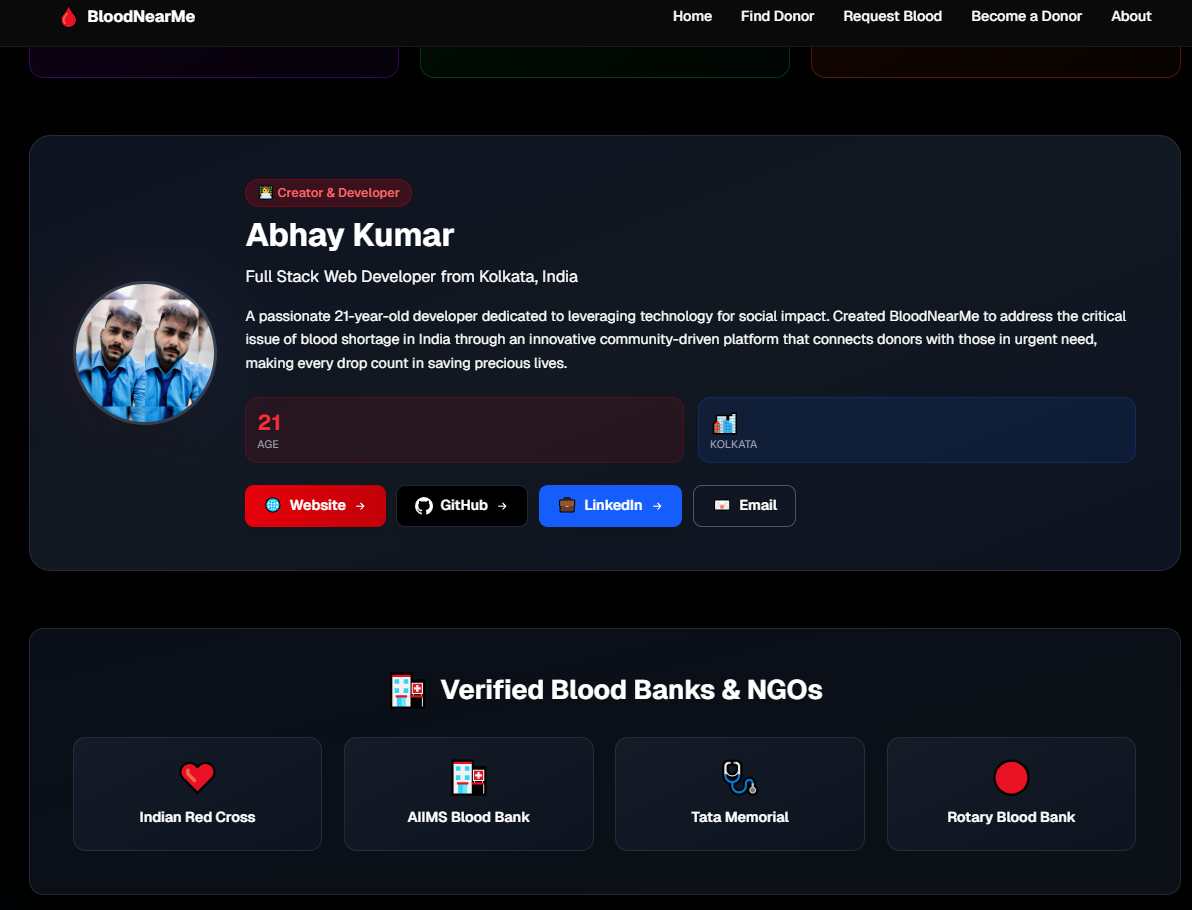 BloodNearMe
Home Find Donor Request Blood Become a Donor About
Creator & Developer
Abhay Kumar
Full Stack Web Developer from Kolkata, India
A passionate 21-year-old developer dedicated to leveraging technology for social impact. Created BloodNearMe to address the critical
issue of blood shortage in India through an innovative community-driven platform that connects donors with those in urgent need,
making every drop count in saving precious lives.
21
AGE
KOLKATA
Website → GitHub → LinkedIn → Email
Verified Blood Banks & NGOs
Indian Red Cross
AIIMS Blood Bank
Tata Memorial
Rotary Blood Bank